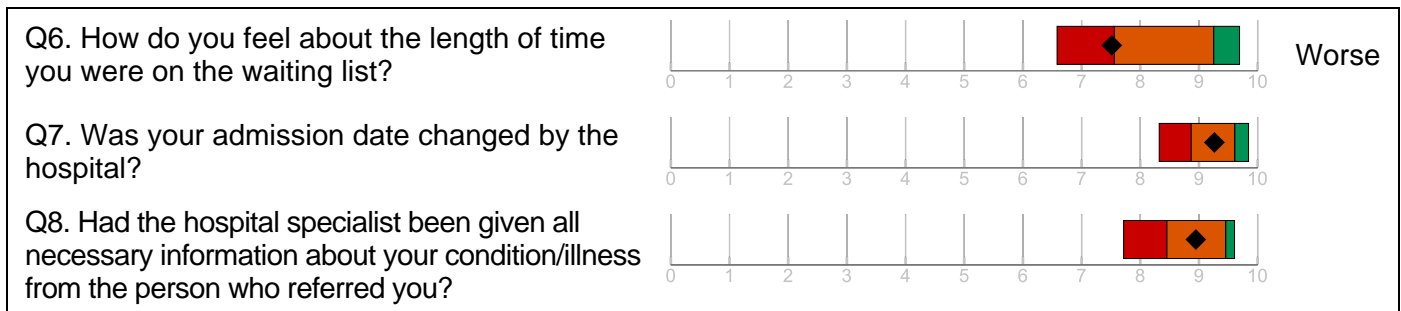 Q6. How do you feel about the length of time
you were on the waiting list?
Worse
0 1 2 3 4 5 6 7 8 9 10
Q7. Was your admission date changed by the
hospital?
0 1 2 3 4 5 6 7 8 9 10
Q8. Had the hospital specialist been given all
necessary information about your condition/illness
from the person who referred you?
0 1 2 3 4 5 6 7 8 9 10